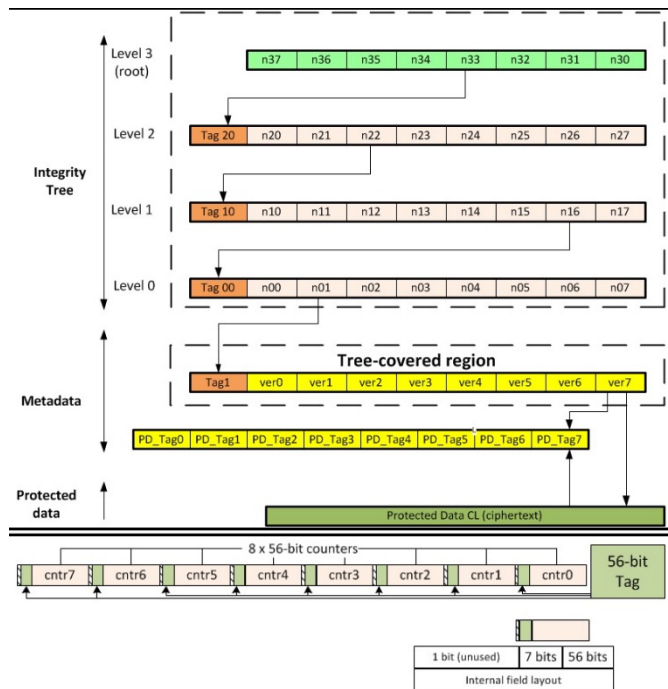 Level 3
(root)
n37 n36 n35 n34 n33 n32 n31 n30
Level 2
Tag 20 n20 n21 n22 n23 n24 n25 n26 n27
Integrity
Tree
Level 1
Tag 10 n10 n11 n12 n13 n14 n15 n16 n17
Level 0
Tag 00 n00 n01 n02 n03 n04 n05 n06 n07
Tree-covered region
Tag1 ver0 ver1 ver2 ver3 ver4 ver5 ver6 ver7
Metadata
PD_Tag0 PD_Tag1 PD_Tag2 PD_Tag3 PD_Tag4 PD_Tag5 PD_Tag6 PD_Tag7
Protected
data
Protected Data CL (ciphertext)
8 x 56-bit counters
cntr7 cntr6 cntr5 cntr4 cntr3 cntr2 cntr1 cntr0
56-bit
Tag
1 bit (unused) 7 bits 56 bits
Internal field layout